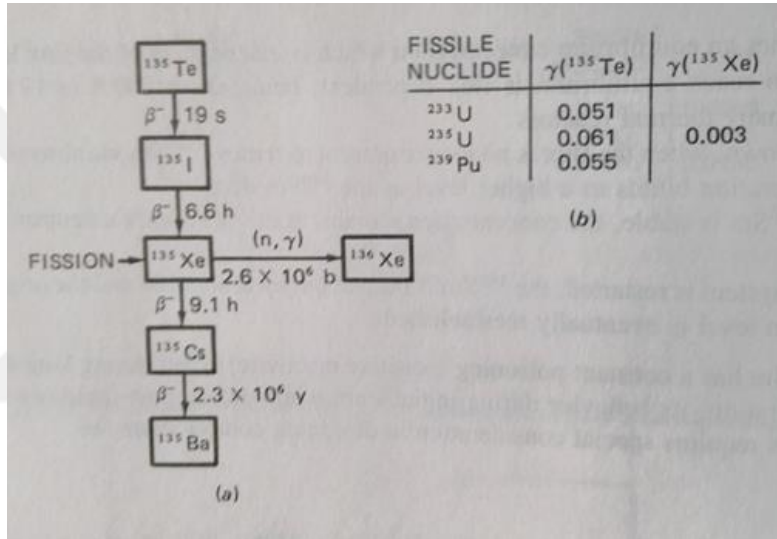 ¹³⁵Te
β⁻ 19 s
¹³⁵I
β⁻ 6.6 h
FISSION ¹³⁵Xe (n, γ) ¹³⁶Xe
2.6 X 10⁶ b
β⁻ 9.1 h
¹³⁵Cs
β⁻ 2.3 X 10⁶ y
¹³⁵Ba
(a)
FISSILE
NUCLIDE γ(¹³⁵Te) γ(¹³⁵Xe)
²³³U 0.051
²³⁵U 0.061 0.003
²³⁹Pu 0.055
(b)